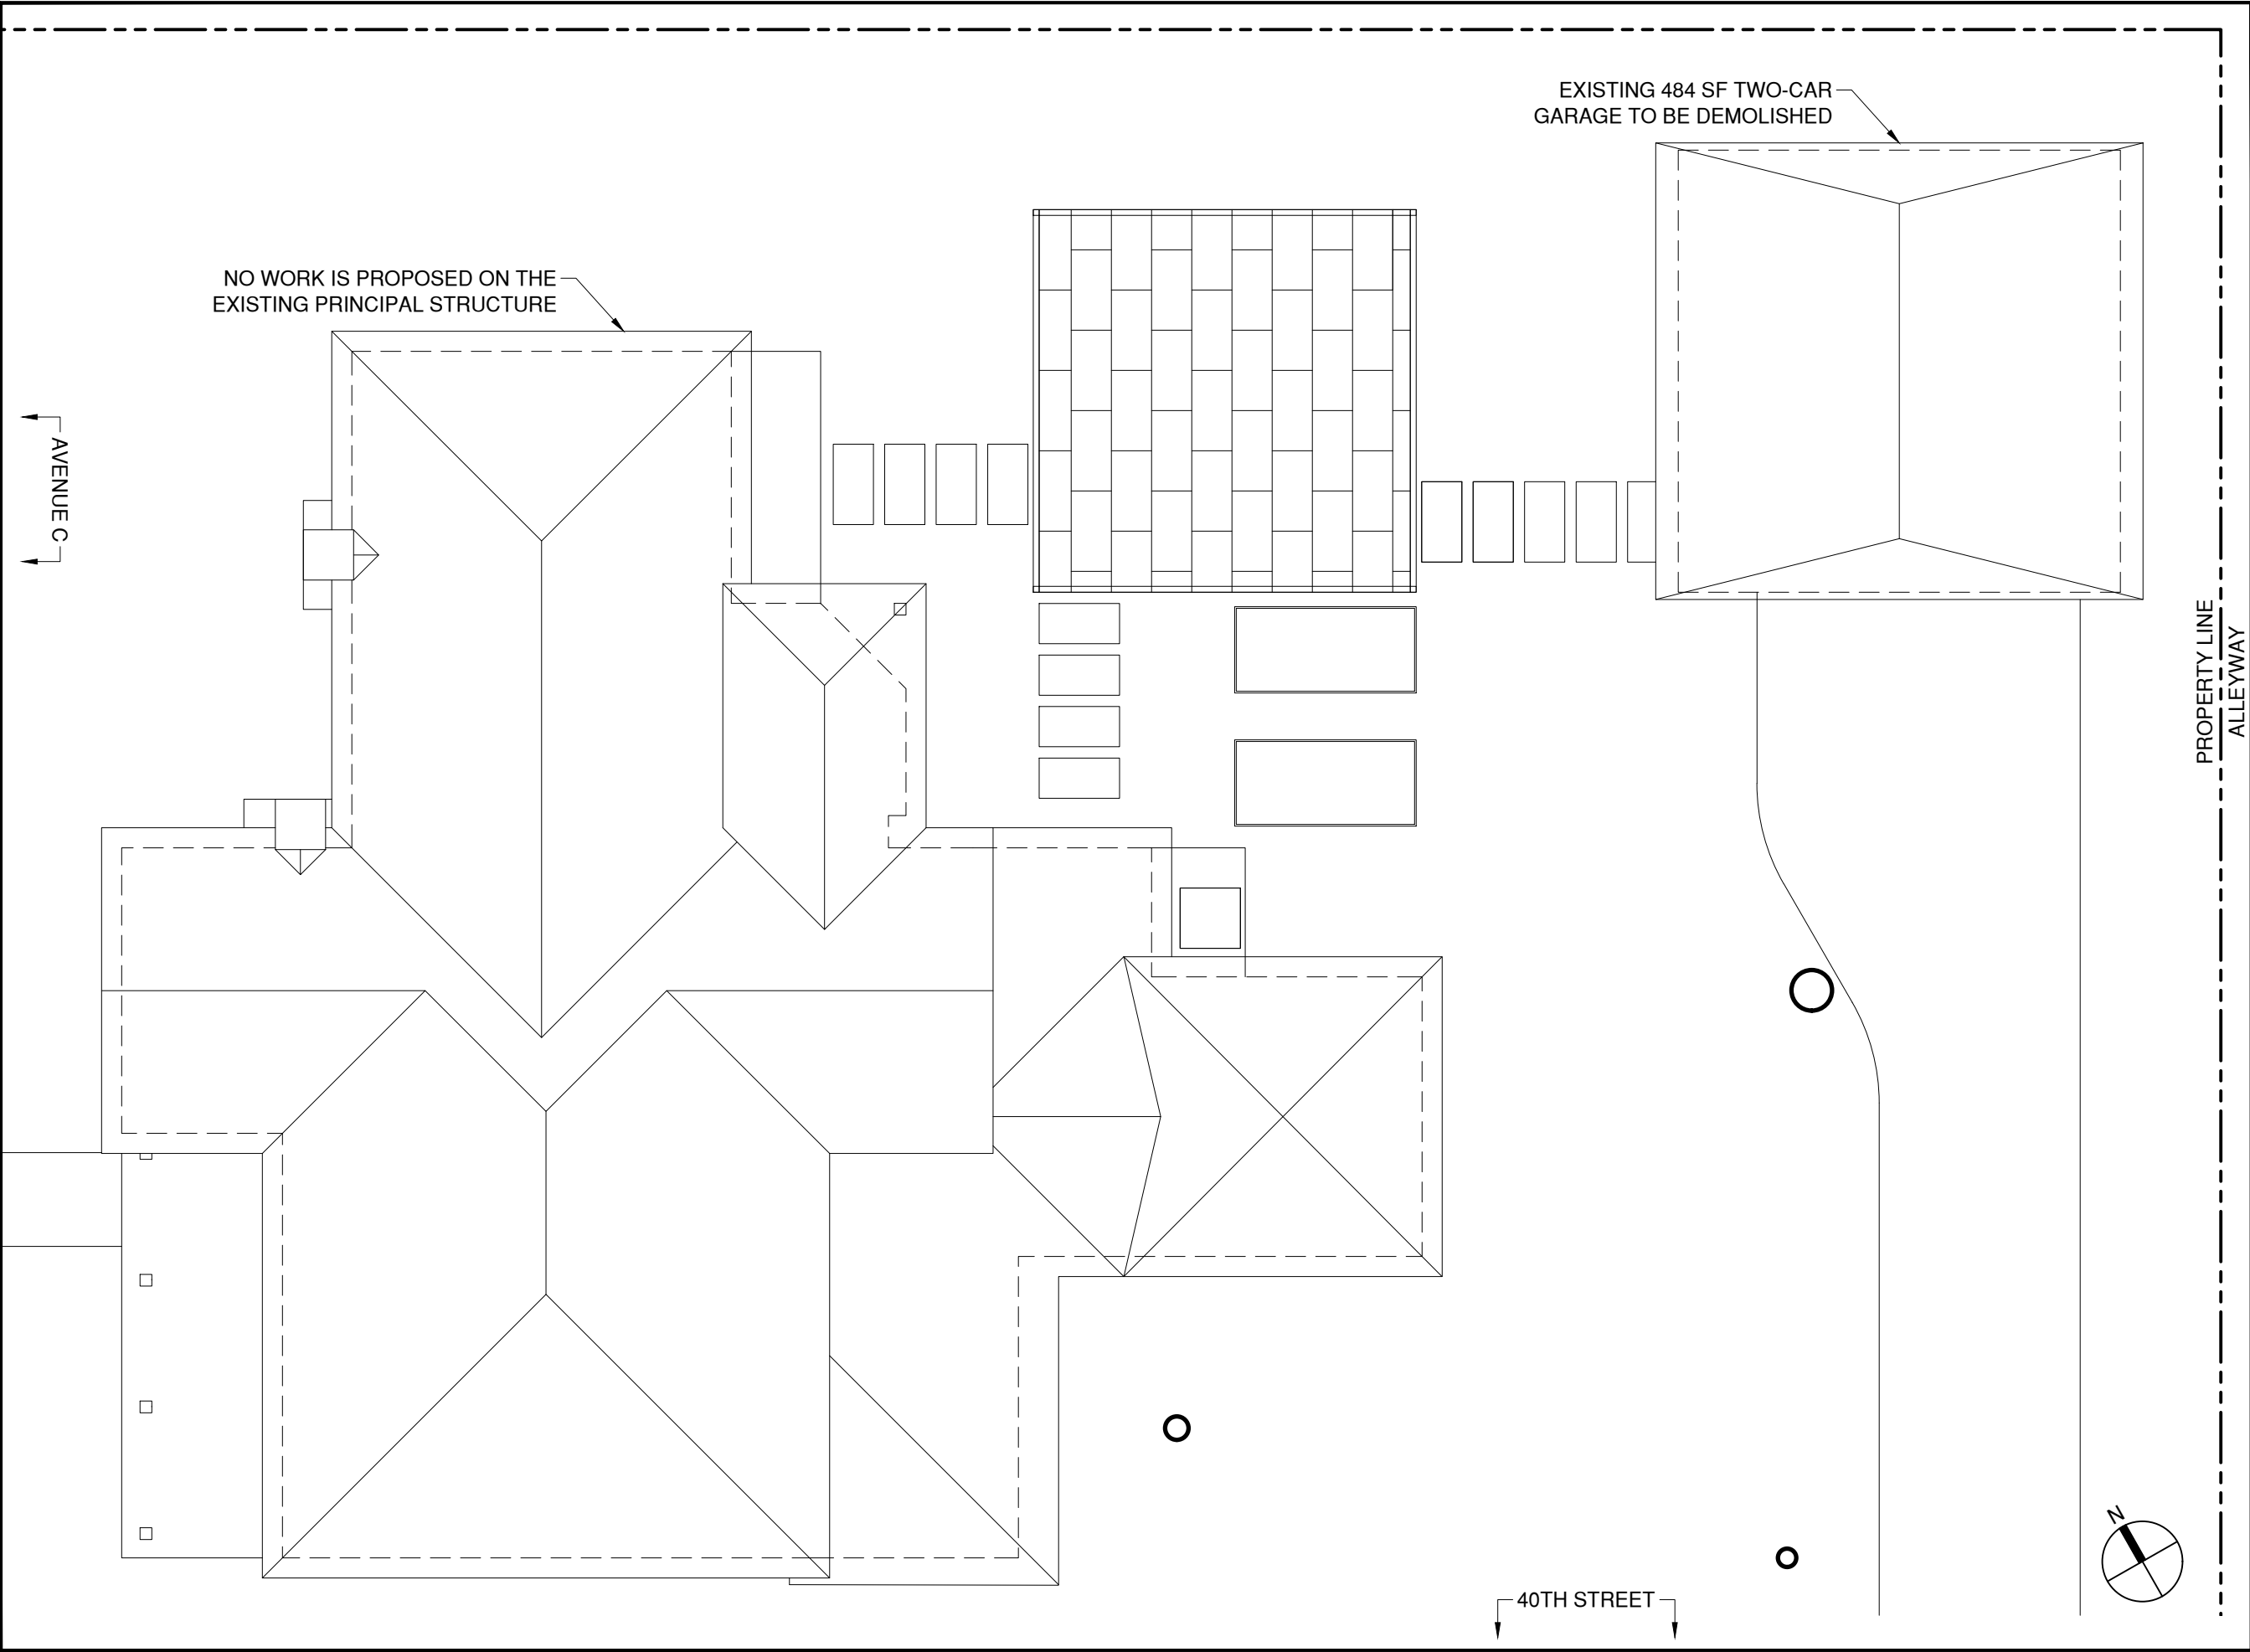 EXISTING 484 SF TWO-CAR
GARAGE TO BE DEMOLISHED
NO WORK IS PROPOSED ON THE
EXISTING PRINCIPAL STRUCTURE
AVENUE C
PROPERTY LINE
ALLEYWAY
N
40TH STREET